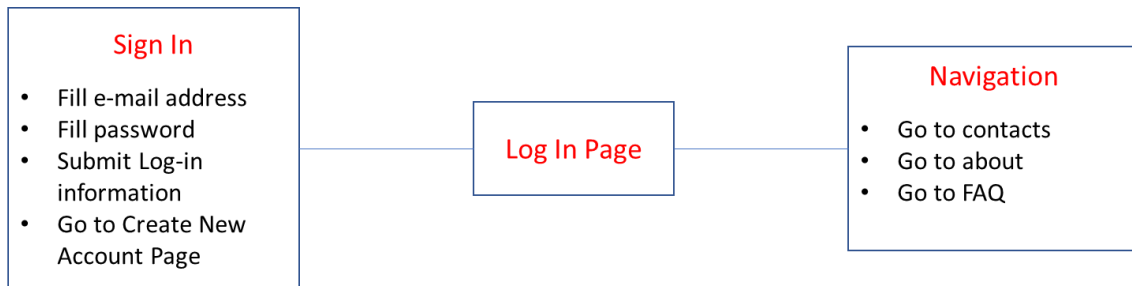 Sign In
• Fill e-mail address
• Fill password
• Submit Log-in
information
• Go to Create New
Account Page
Log In Page
Navigation
• Go to contacts
• Go to about
• Go to FAQ